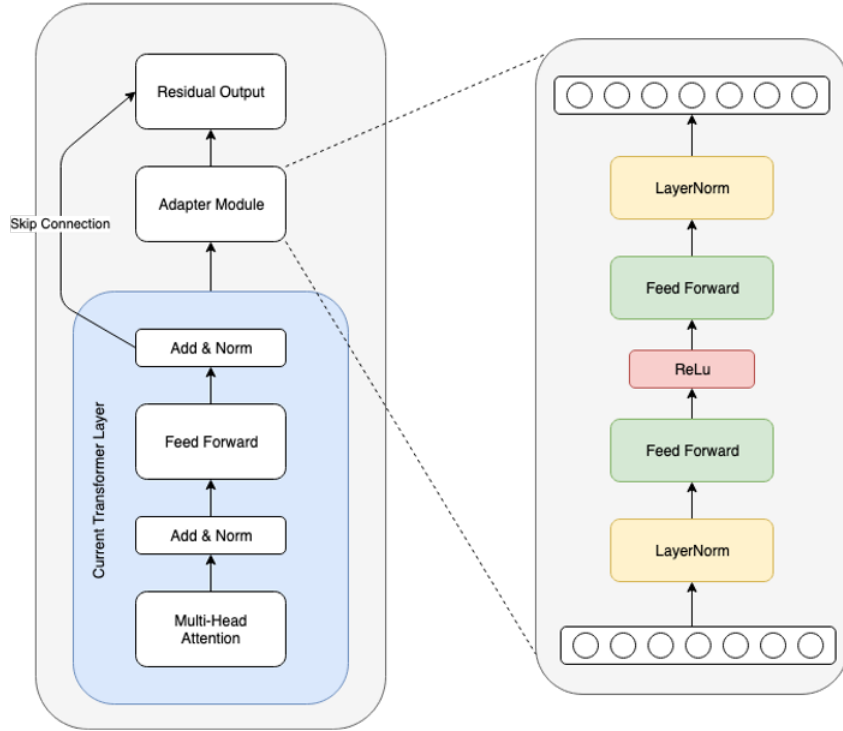 Residual Output
Adapter Module
Skip Connection
Add & Norm
Feed Forward
Add & Norm
Multi-Head
Attention
Current Transformer Layer
LayerNorm
Feed Forward
ReLu
Feed Forward
LayerNorm